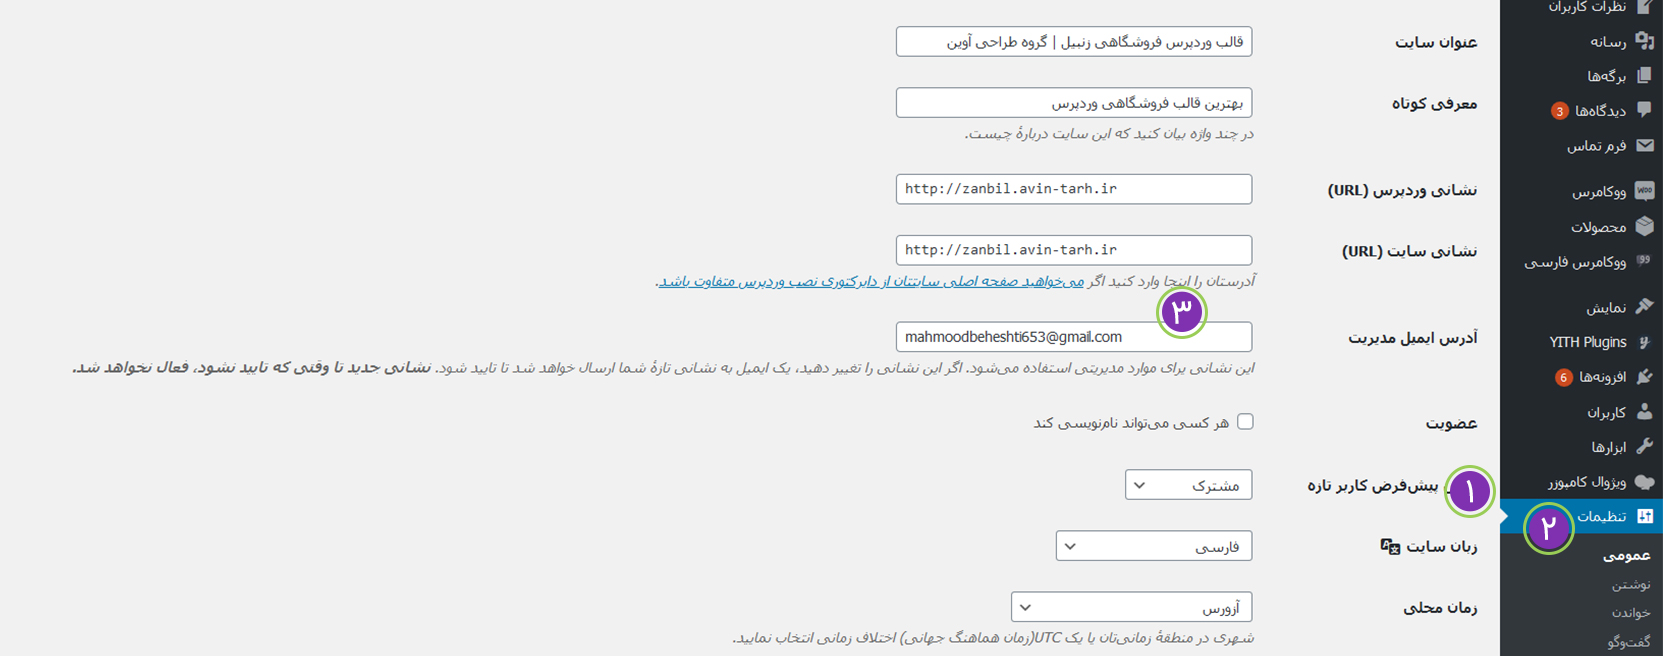 نظرات کاربران
رسانه
برگه‌ها
دیدگاه‌ها 3
فرم تماس
ووکامرس
محصولات
ووکامرس فارسی
نمایش
YITH Plugins
افزونه‌ها 6
کاربران
ابزارها
ویژوال کامپوزر
تنظیمات
۲
عمومی
نوشتن
خواندن
گفت‌وگو
عنوان سایت
قالب وردپرس فروشگاهی زنبیل | گروه طراحی آوین
معرفی کوتاه
بهترین قالب فروشگاهی وردپرس
در چند واژه بیان کنید که این سایت دربارهٔ چیست.
نشانی وردپرس (URL)
http://zanbil.avin-tarh.ir
نشانی سایت (URL)
http://zanbil.avin-tarh.ir
آدرستان را اینجا وارد کنید اگر می‌خواهید صفحه اصلی سایتتان از دایرکتوری نصب وردپرس متفاوت باشد.
۳
آدرس ایمیل مدیریت
mahmoodbeheshti653@gmail.com
این نشانی برای موارد مدیریتی استفاده می‌شود. اگر این نشانی را تغییر دهید، یک ایمیل به نشانی تازهٔ شما ارسال خواهد شد تا تایید شود. نشانی جدید تا وقتی که تایید نشود، فعال نخواهد شد.
عضویت
هر کسی می‌تواند نام‌نویسی کند
۱
پیش‌فرض کاربر تازه
مشترک
زبان سایت
فارسی
زمان محلی
آزورس
شهری در منطقهٔ زمانی‌تان یا یک UTC(زمان هماهنگ جهانی) اختلاف زمانی انتخاب نمایید.